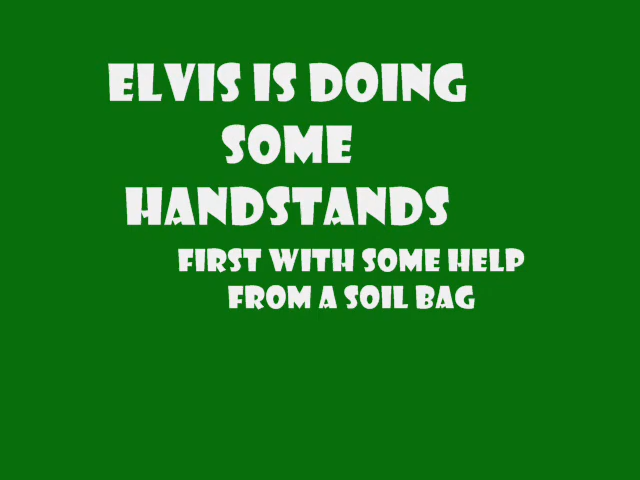 ELVIS IS DOING
SOME
HANDSTANDS
FIRST WITH SOME HELP
FROM A SOIL BAG